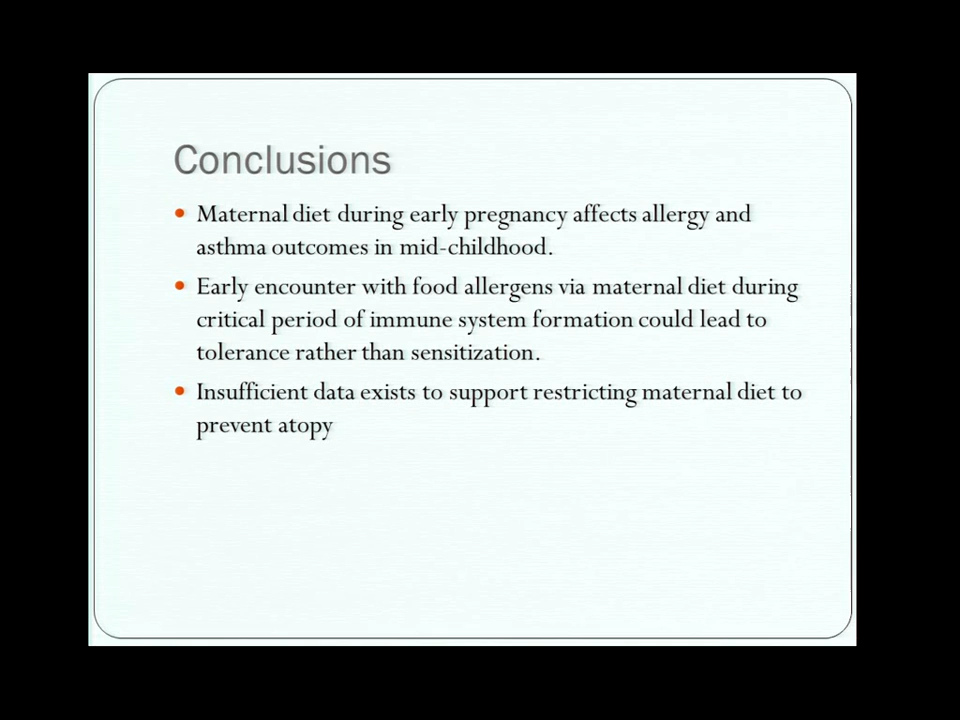 Conclusions
Maternal diet during early pregnancy affects allergy and
asthma outcomes in mid-childhood.
Early encounter with food allergens via maternal diet during
critical period of immune system formation could lead to
tolerance rather than sensitization.
Insufficient data exists to support restricting maternal diet to
prevent atopy